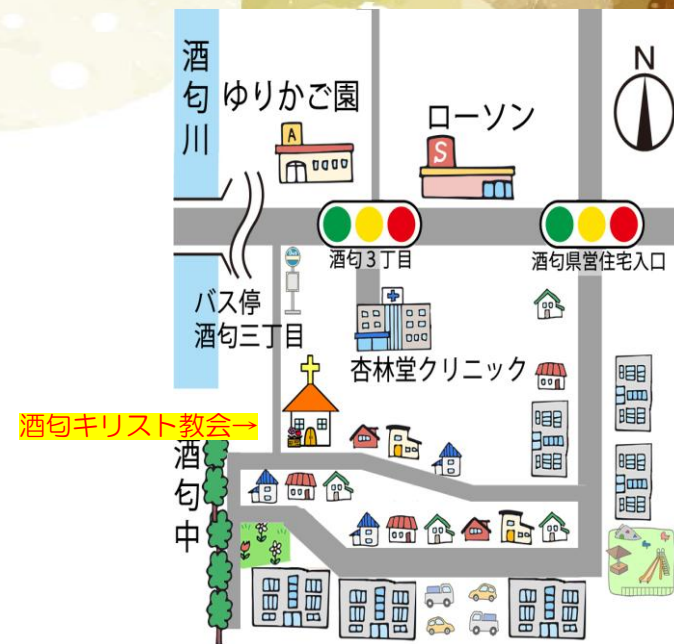 酒匂川
ゆりかご園
A
ローソン
S
N
酒匂3丁目
酒匂県営住宅入口
バス停
酒匂三丁目
杏林堂クリニック
酒匂キリスト教会→
酒匂中